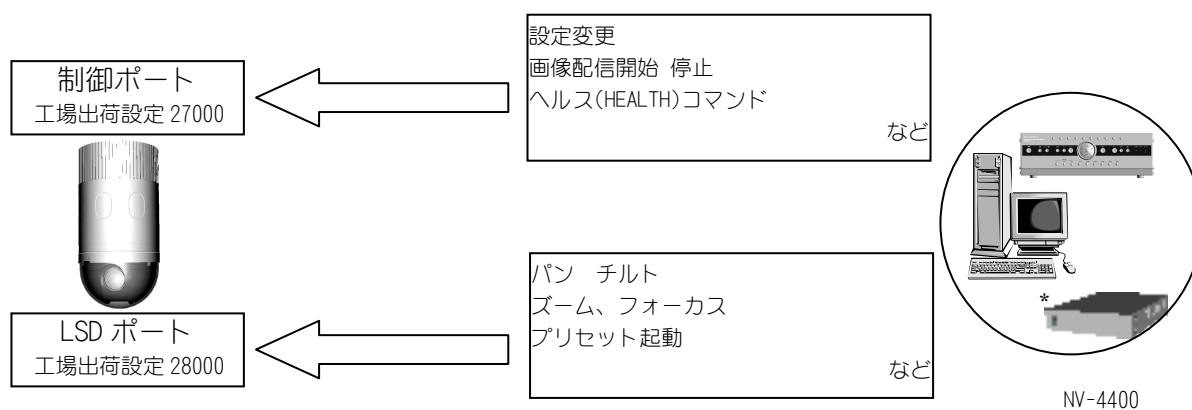 制御ポート
工場出荷設定 27000
設定変更
画像配信開始 停止
ヘルス(HEALTH)コマンド
など
LSD ポート
工場出荷設定 28000
パン チルト
ズーム、フォーカス
プリセット起動
など
*
NV-4400